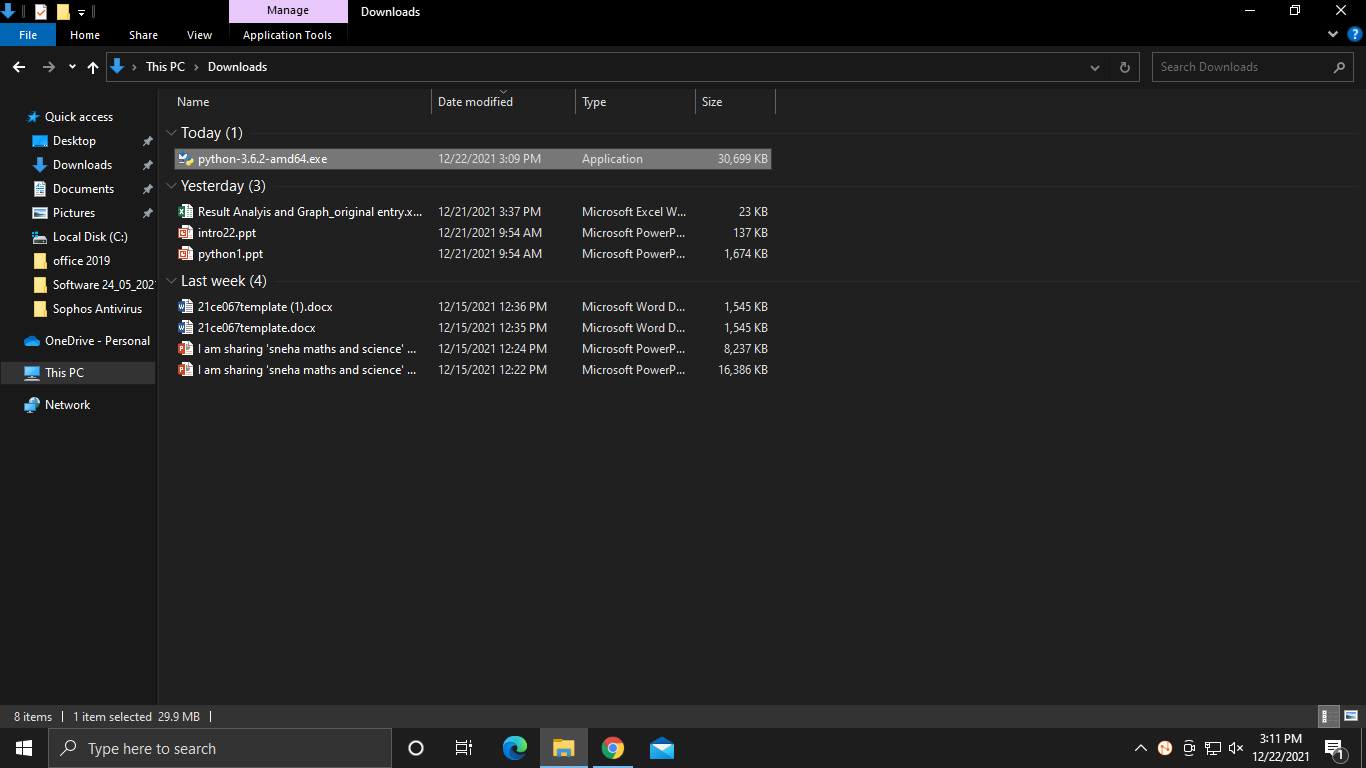 Manage
Downloads
File Home Share View Application Tools
This PC Downloads
Search Downloads
Name Date modified Type Size
Quick access
Desktop
Downloads
Documents
Pictures
Local Disk (C:)
office 2019
Software 24_05_202
Sophos Antivirus
OneDrive - Personal
This PC
Network
Today (1)
python-3.6.2-amd64.exe 12/22/2021 3:09 PM Application 30,699 KB
Yesterday (3)
Result Analyis and Graph_original entry.x... 12/21/2021 3:37 PM Microsoft Excel W... 23 KB
intro22.ppt 12/21/2021 9:54 AM Microsoft PowerP... 137 KB
python1.ppt 12/21/2021 9:54 AM Microsoft PowerP... 1,674 KB
Last week (4)
21ce067template (1).docx 12/15/2021 12:36 PM Microsoft Word D... 1,545 KB
21ce067template.docx 12/15/2021 12:35 PM Microsoft Word D... 1,545 KB
I am sharing 'sneha maths and science' ... 12/15/2021 12:24 PM Microsoft PowerP... 8,237 KB
I am sharing 'sneha maths and science' ... 12/15/2021 12:22 PM Microsoft PowerP... 16,386 KB
8 items 1 item selected 29.9 MB
Type here to search
3:11 PM
12/22/2021
1